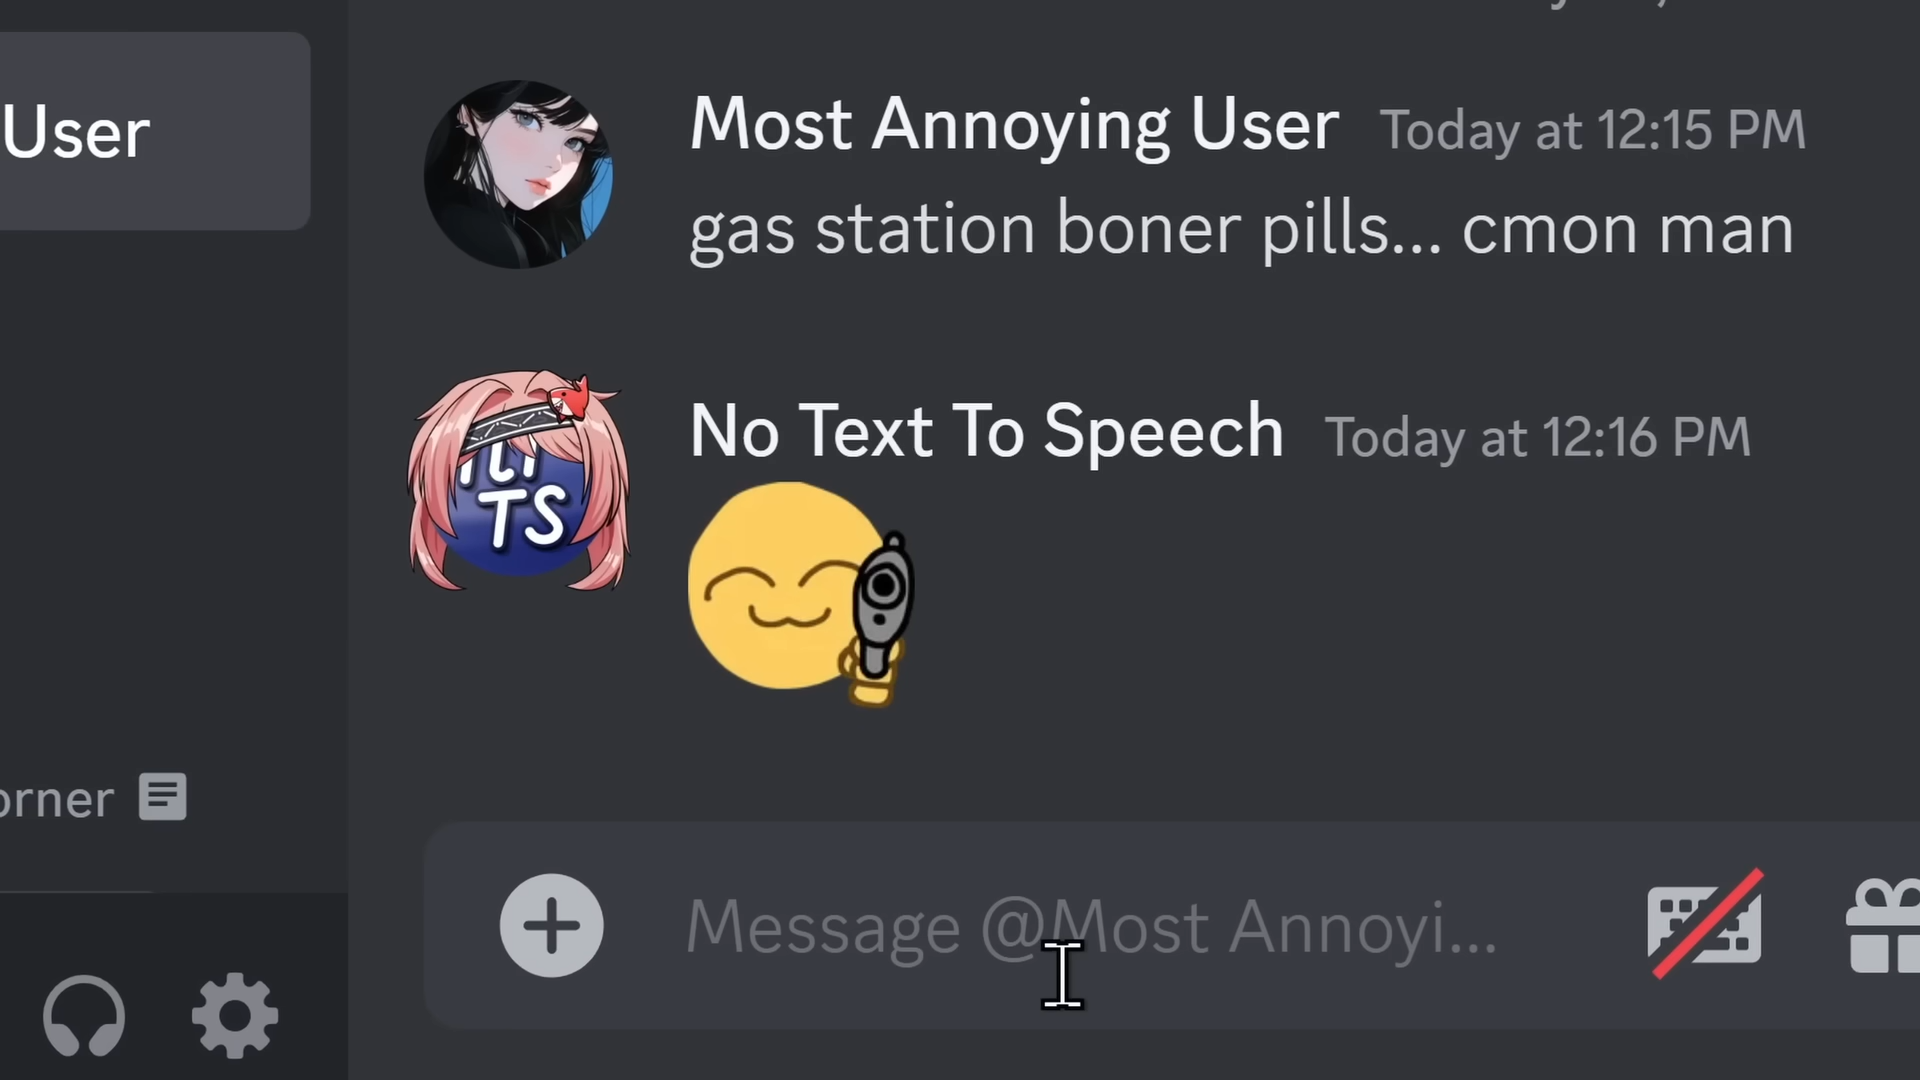 User
Most Annoying User Today at 12:15 PM
gas station boner pills... cmon man
No Text To Speech Today at 12:16 PM
TS
orner
Message @Most Annoyi...